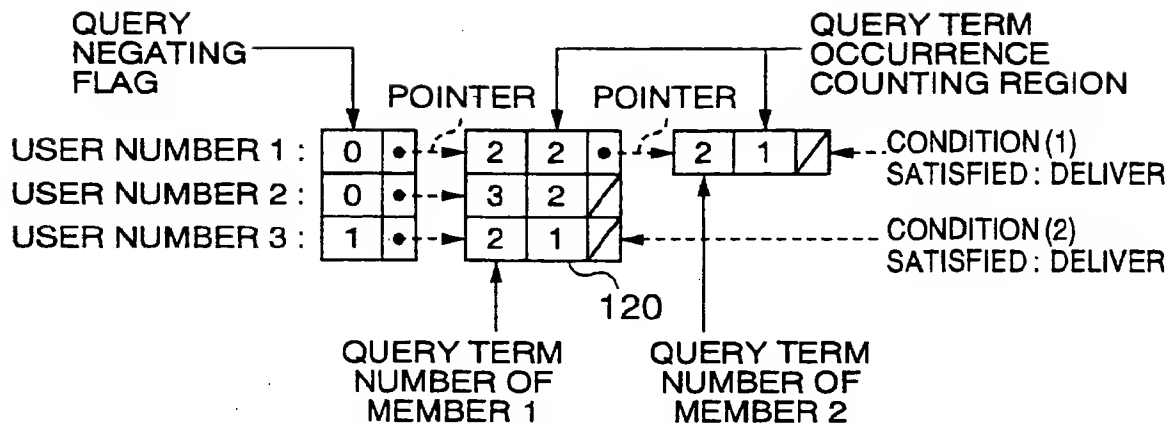 QUERY
NEGATING
FLAG
QUERY TERM
OCCURRENCE
COUNTING REGION
POINTER
POINTER
USER NUMBER 1 : 0 2 2 2 1
CONDITION (1)
SATISFIED : DELIVER
USER NUMBER 2 : 0 3 2
USER NUMBER 3 : 1 2 1
CONDITION (2)
SATISFIED : DELIVER
120
QUERY TERM
NUMBER OF
MEMBER 1
QUERY TERM
NUMBER OF
MEMBER 2